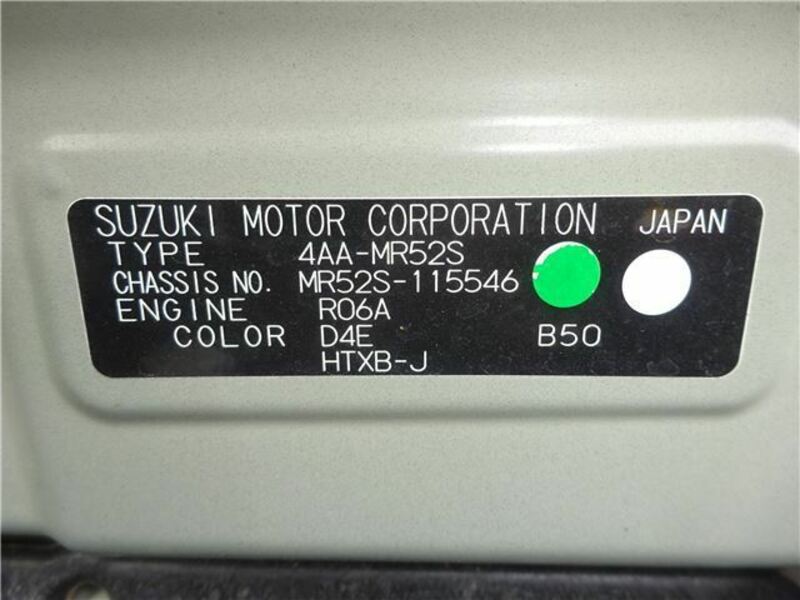 SUZUKI MOTOR CORPORATION JAPAN
TYPE 4AA-MR52S
CHASSIS NO. MR52S-115546
ENGINE R06A
COLOR D4E B50
HTXB-J